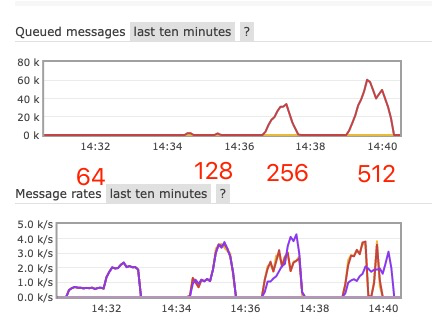 Queued messages last ten minutes ?
80 k
60 k
40 k
20 k
0 k
14:32 14:34 14:36 14:38 14:40
64 128 256 512
Message rates last ten minutes ?
5.0 k/s
4.0 k/s
3.0 k/s
2.0 k/s
1.0 k/s
0.0 k/s
14:32 14:34 14:36 14:38 14:40